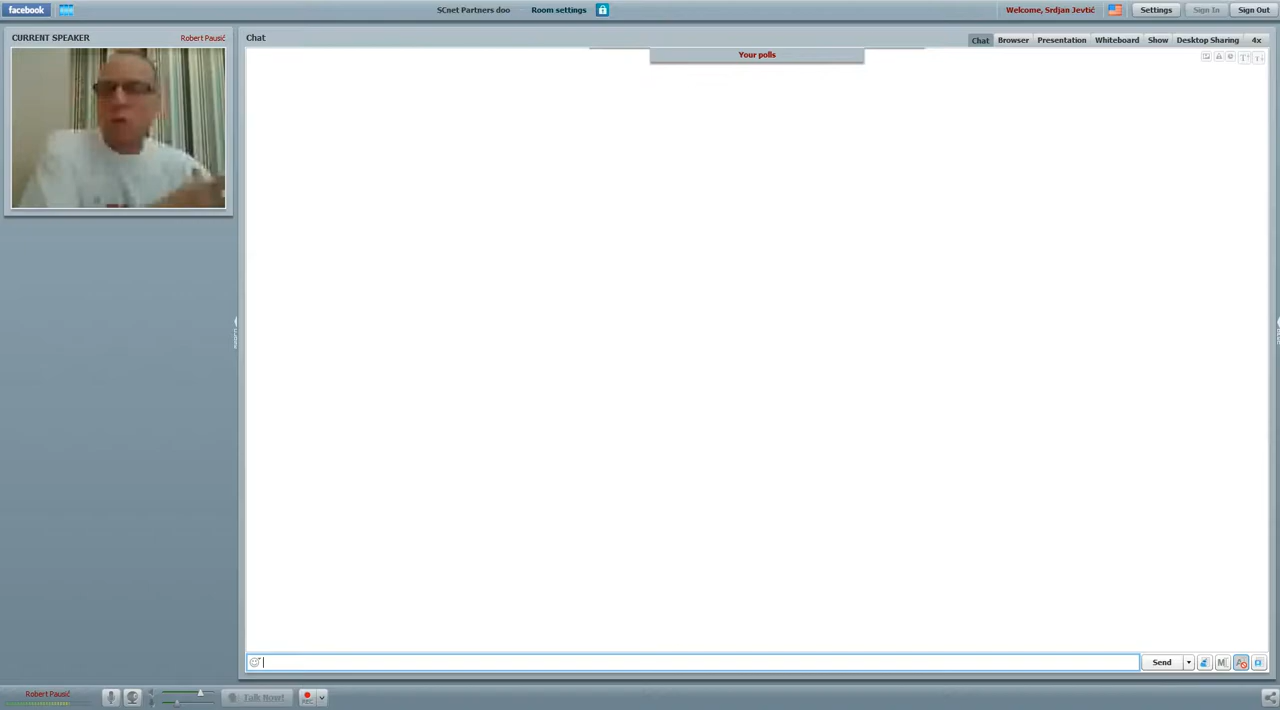 facebook
SCnet Partners doo
Room settings
Welcome, Srdjan Jevtić
Settings
Sign In
Sign Out
CURRENT SPEAKER
Robert Pausić
Chat
Chat
Browser
Presentation
Whiteboard
Show
Desktop Sharing
4x
Your polls
Send
M
Robert Pausić
Talk Now!
REC